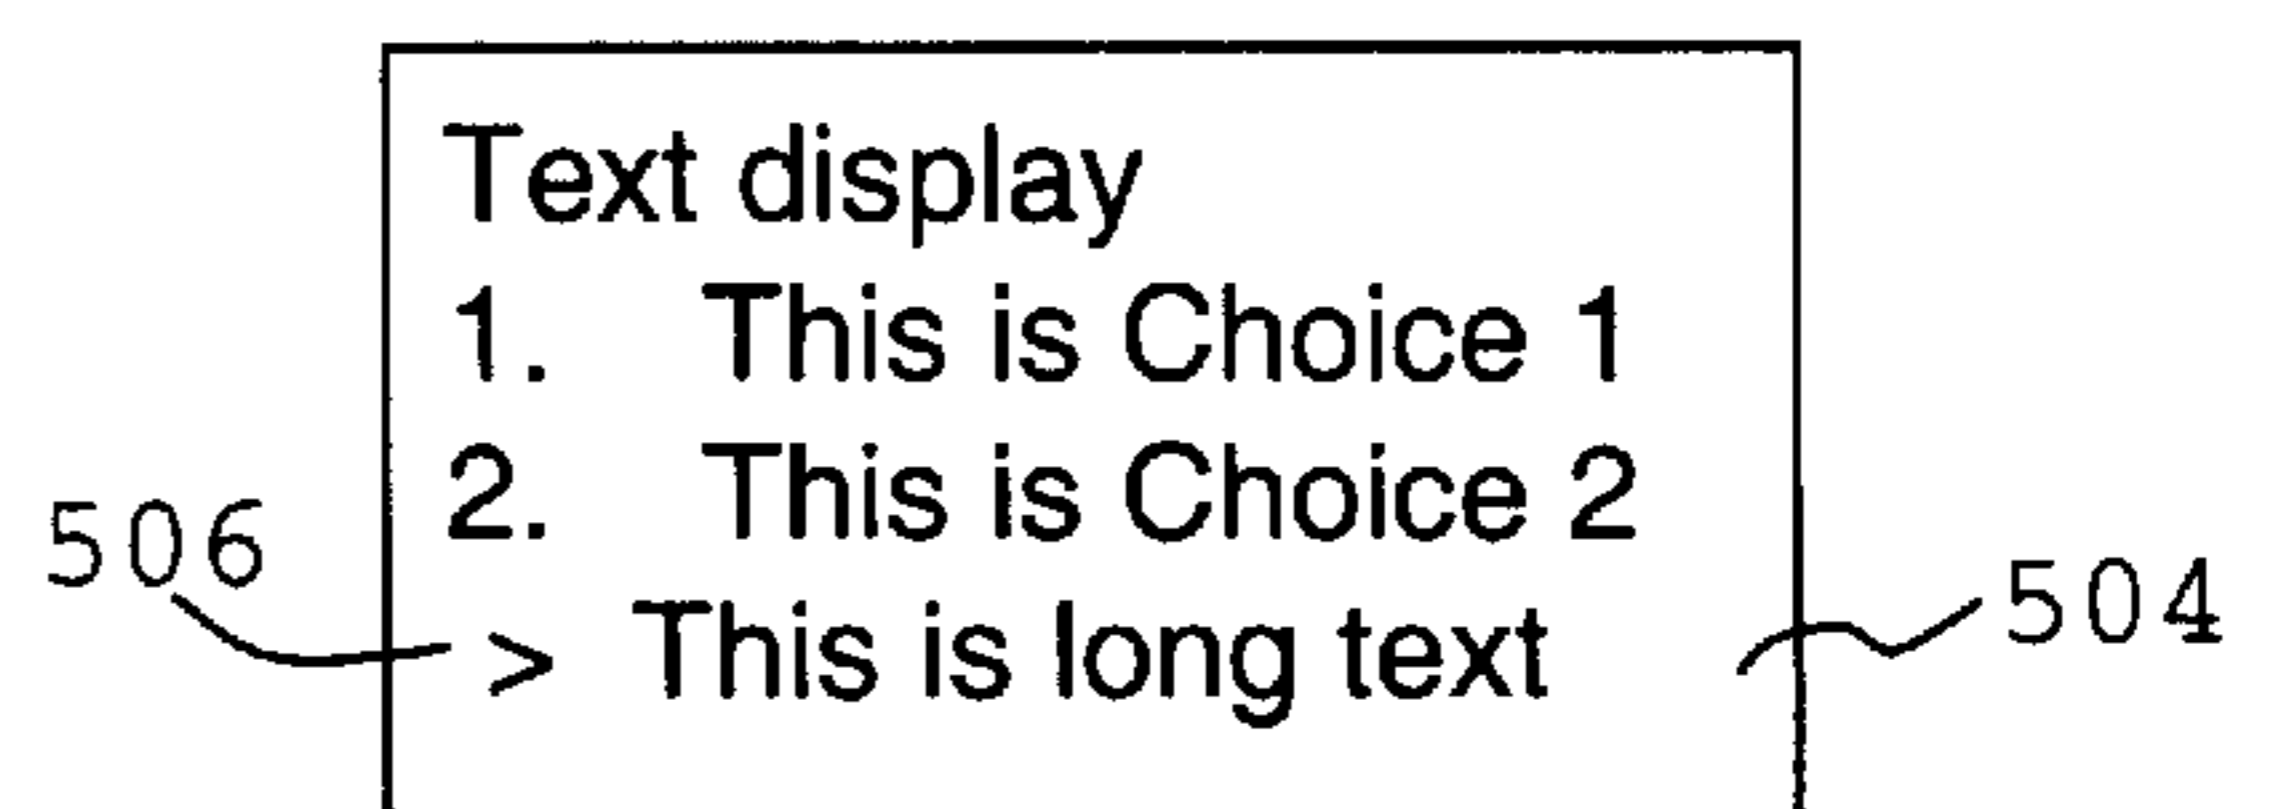 Text display
1. This is Choice 1
2. This is Choice 2
506
> This is long text
504